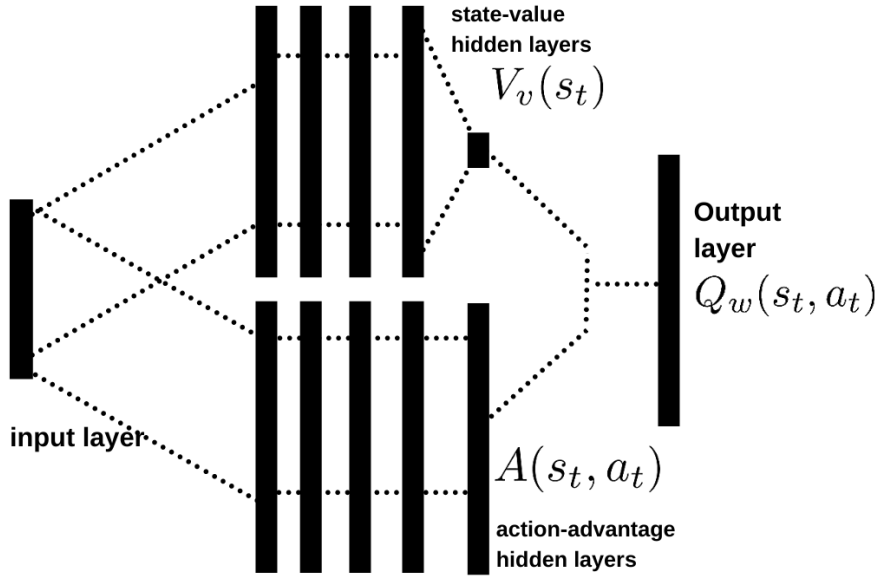 state-value
hidden layers
V_v(s_t)
Output
layer
Q_w(s_t, a_t)
input layer
A(s_t, a_t)
action-advantage
hidden layers